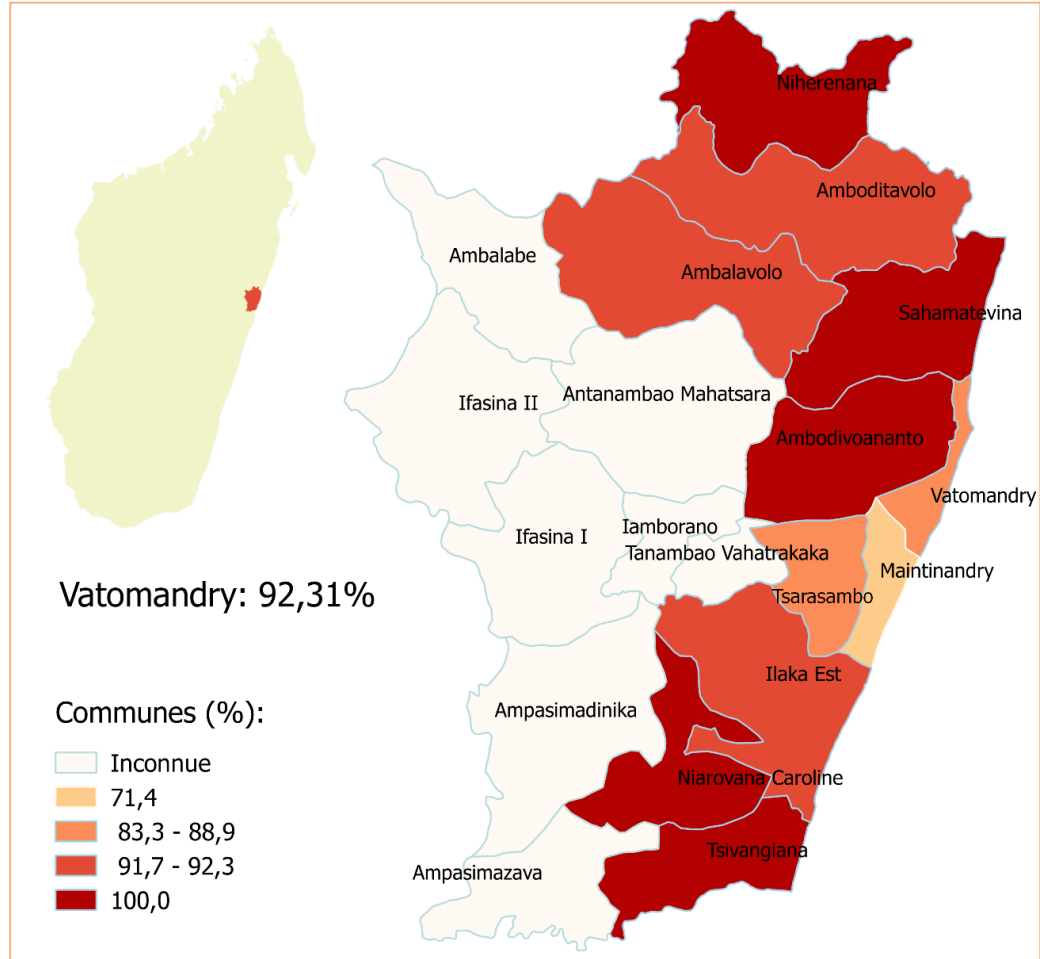 Niherenana
Amboditavolo
Ambalabe
Ambalavolo
Sahamatevina
Antanambao Mahatsara
Ifasina II
Ambodivoananto
Vatomandry
Iamborano
Ifasina I
Tanambao Vahatrakaka
Maintinandry
Tsarasambo
Vatomandry: 92,31%
Ilaka Est
Ampasimadinika
Niarovana Caroline
Tsivangiana
Ampasimazava
Communes (%):
Inconnue
71,4
83,3 - 88,9
91,7 - 92,3
100,0